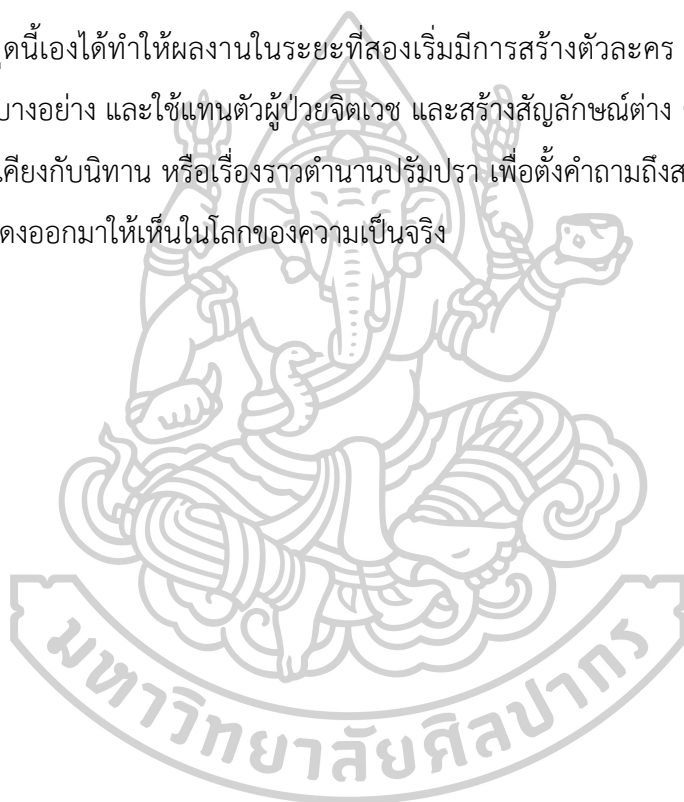 ดนี้เองได้ทำให้ผลงานในระยะที่สองเริ่มมีการสร้างตัวละคร
บางอย่าง และใช้แทนตัวผู้ป่วยจิตเวช และสร้างสัญลักษณ์ต่าง
เคียงกับนิทาน หรือเรื่องราวตำนานปรัมปรา เพื่อตั้งคำถามถึงส
ดงออกมาให้เห็นในโลกของความเป็นจริง
มหาวิทยาลัยศิลปากร